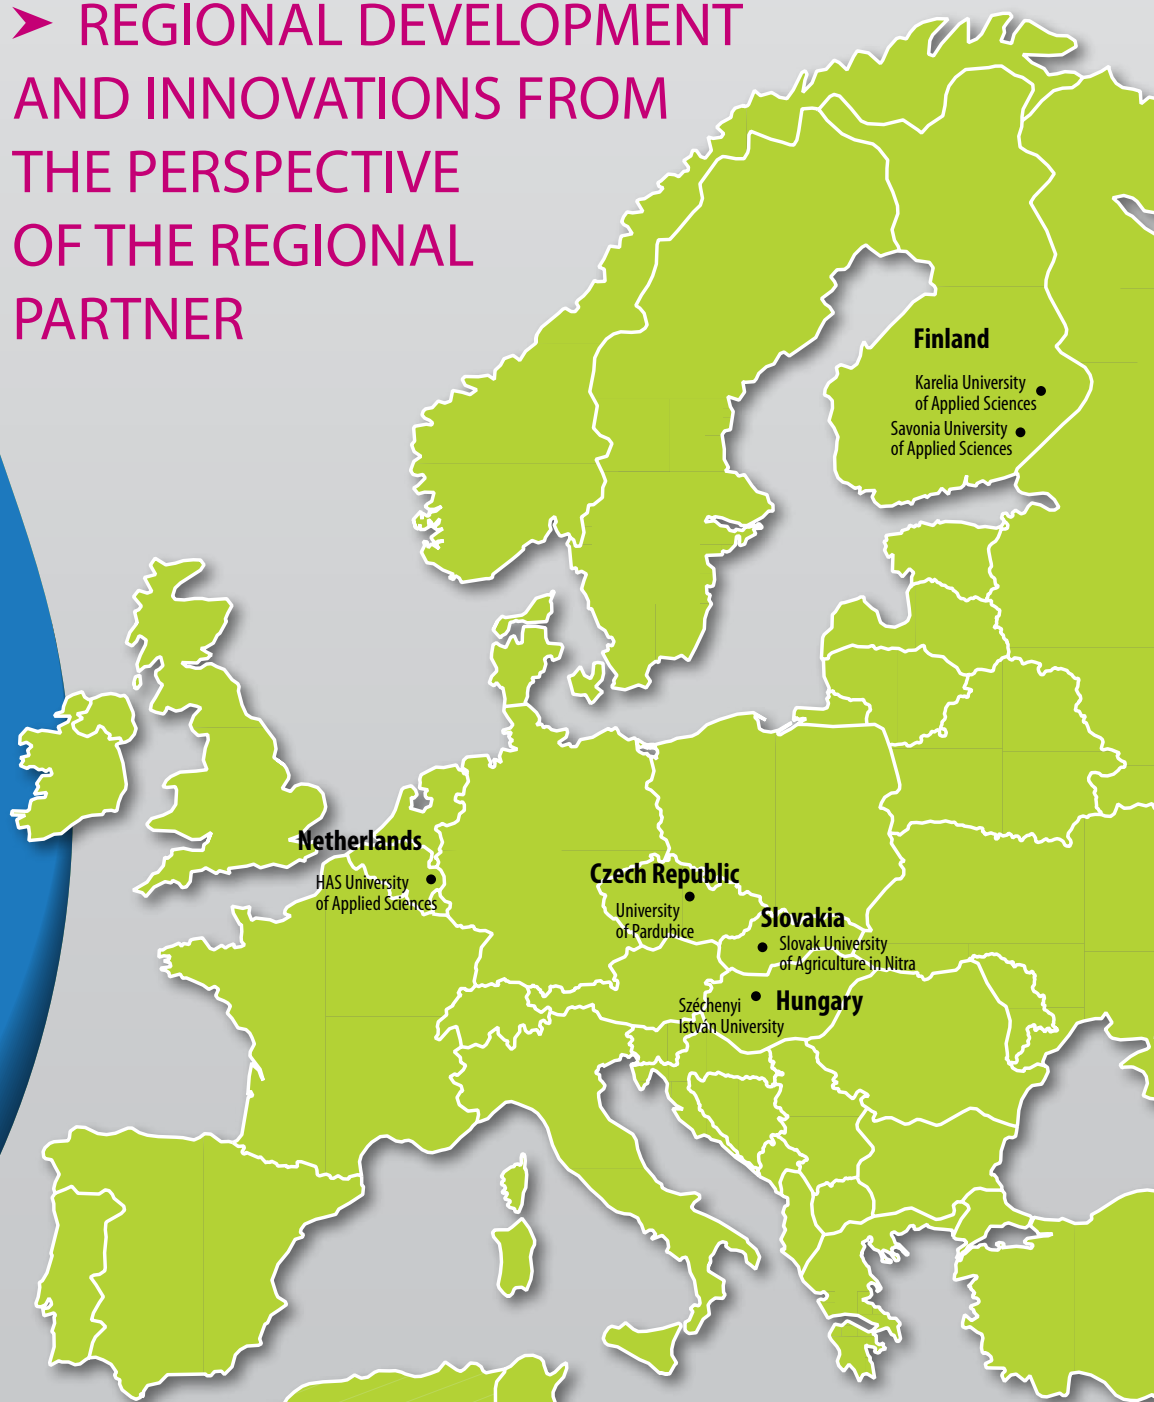 ➤ REGIONAL DEVELOPMENT
AND INNOVATIONS FROM
THE PERSPECTIVE
OF THE REGIONAL
PARTNER
Finland
Karelia University
of Applied Sciences
Savonia University
of Applied Sciences
Netherlands
HAS University
of Applied Sciences
Czech Republic
University
of Pardubice
Slovakia
Slovak University
of Agriculture in Nitra
Hungary
Széchenyi
István University